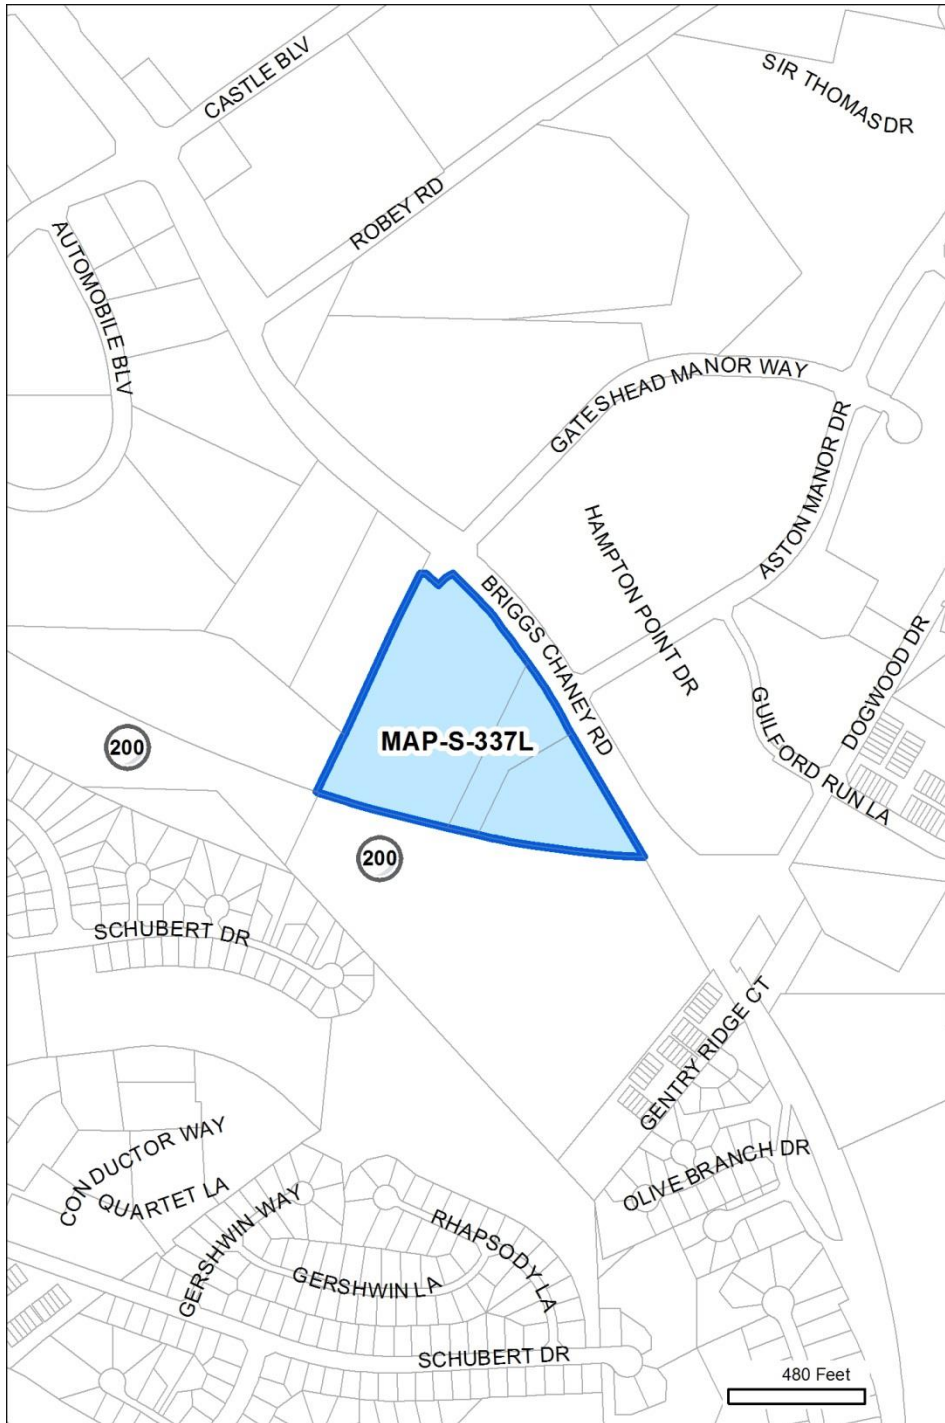 CASTLE BLV
SIR THOMAS DR
ROBEY RD
AUTOMOBILE BLV
GATESHEAD MANOR WAY
ASTON MANOR DR
HAMPTON POINT DR
BRIGGS CHANEY RD
DOGWOOD DR
GUILFORD RUN LA
MAP-S-337L
200
200
SCHUBERT DR
GENTRY RIDGE CT
CONDUCTOR WAY
QUARTET LA
OLIVE BRANCH DR
GERSHWIN WAY
RHAPSODY LA
GERSHWIN LA
SCHUBERT DR
480 Feet